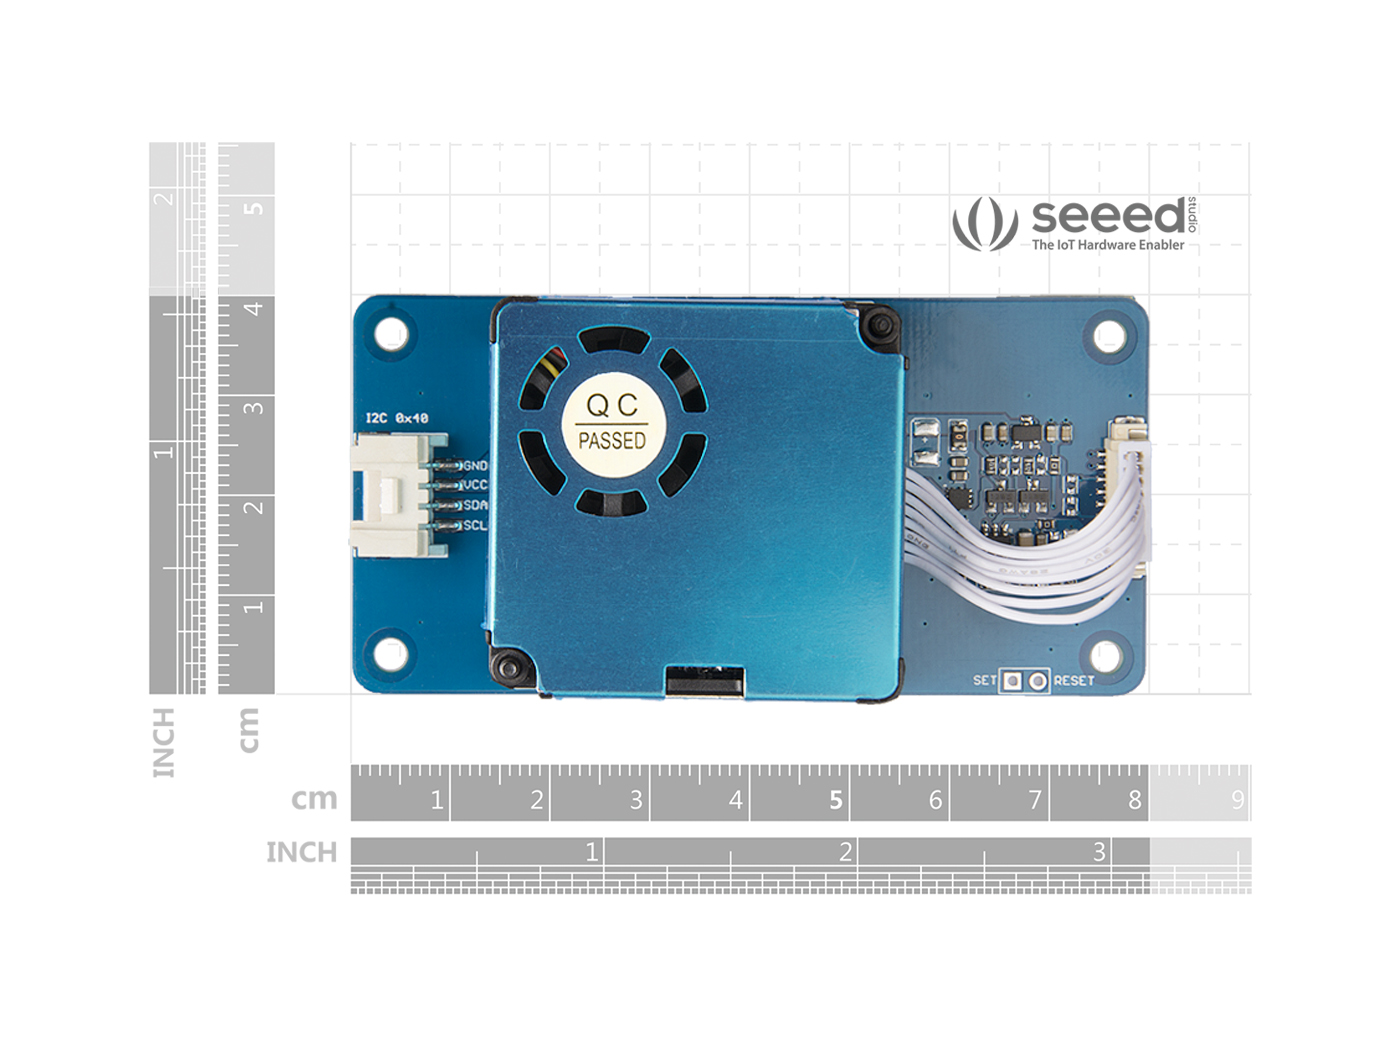 seeed
studio
The IoT Hardware Enabler
2
1
INCH
5
4
3
2
1
cm
I2C 0x40
GND
VCC
SDA
SCL
QC
PASSED
SET
RESET
cm 1 2 3 4 5 6 7 8 9
INCH 1 2 3